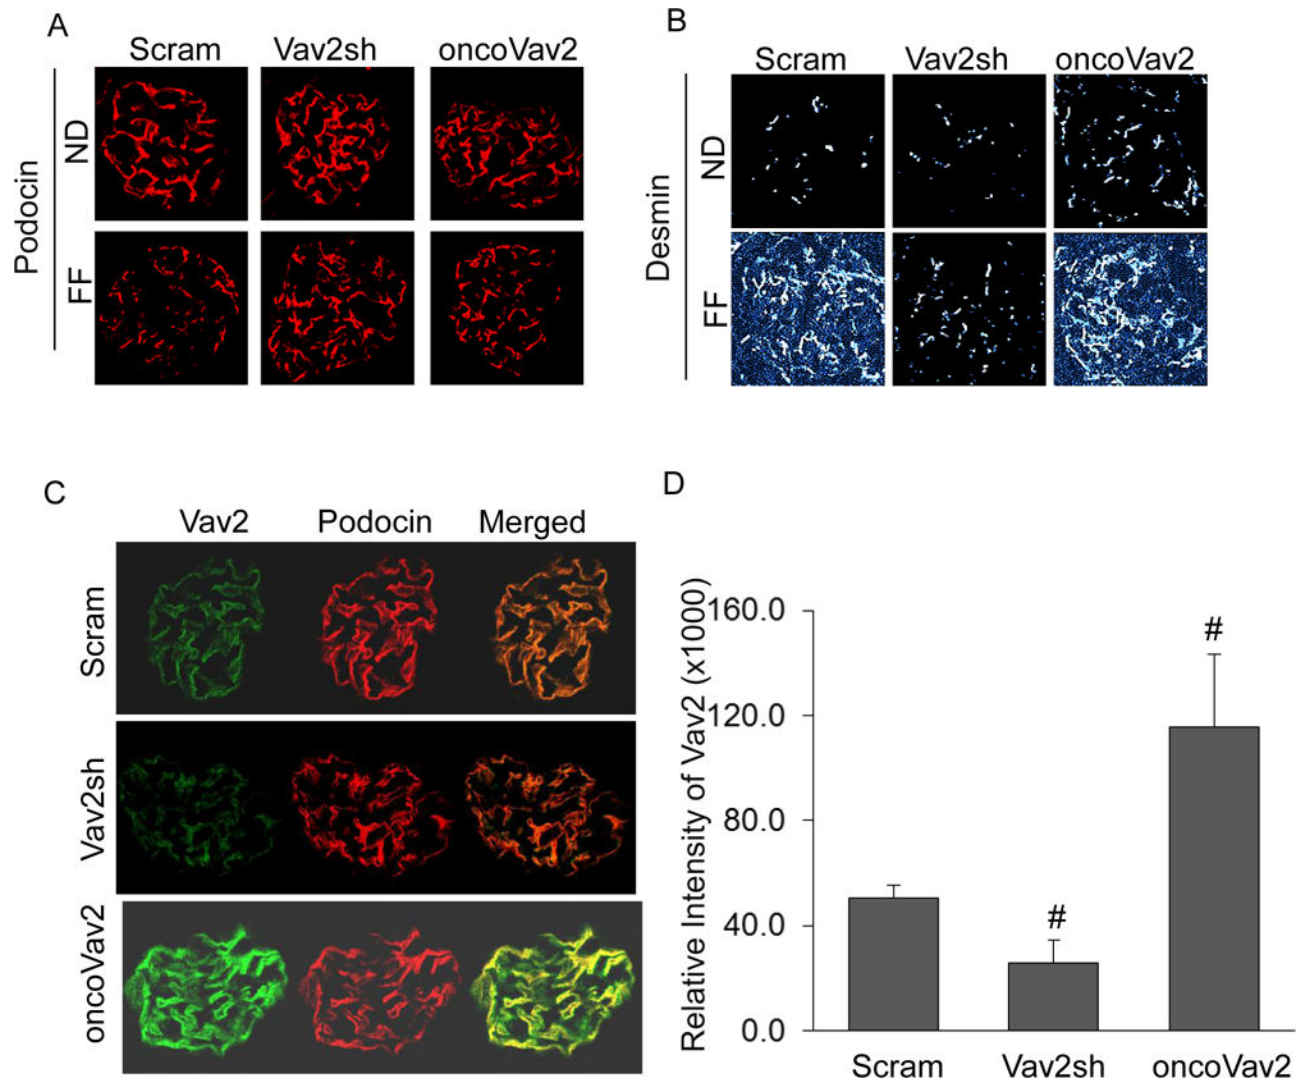 A
Scram Vav2sh oncoVav2
Podocin
ND
FF
B
Scram Vav2sh oncoVav2
Desmin
ND
FF
C
Vav2 Podocin Merged
Scram
Vav2sh
oncoVav2
D
Relative Intensity of Vav2 (x1000)
160.0
120.0
80.0
40.0
0.0
#
#
Scram Vav2sh oncoVav2